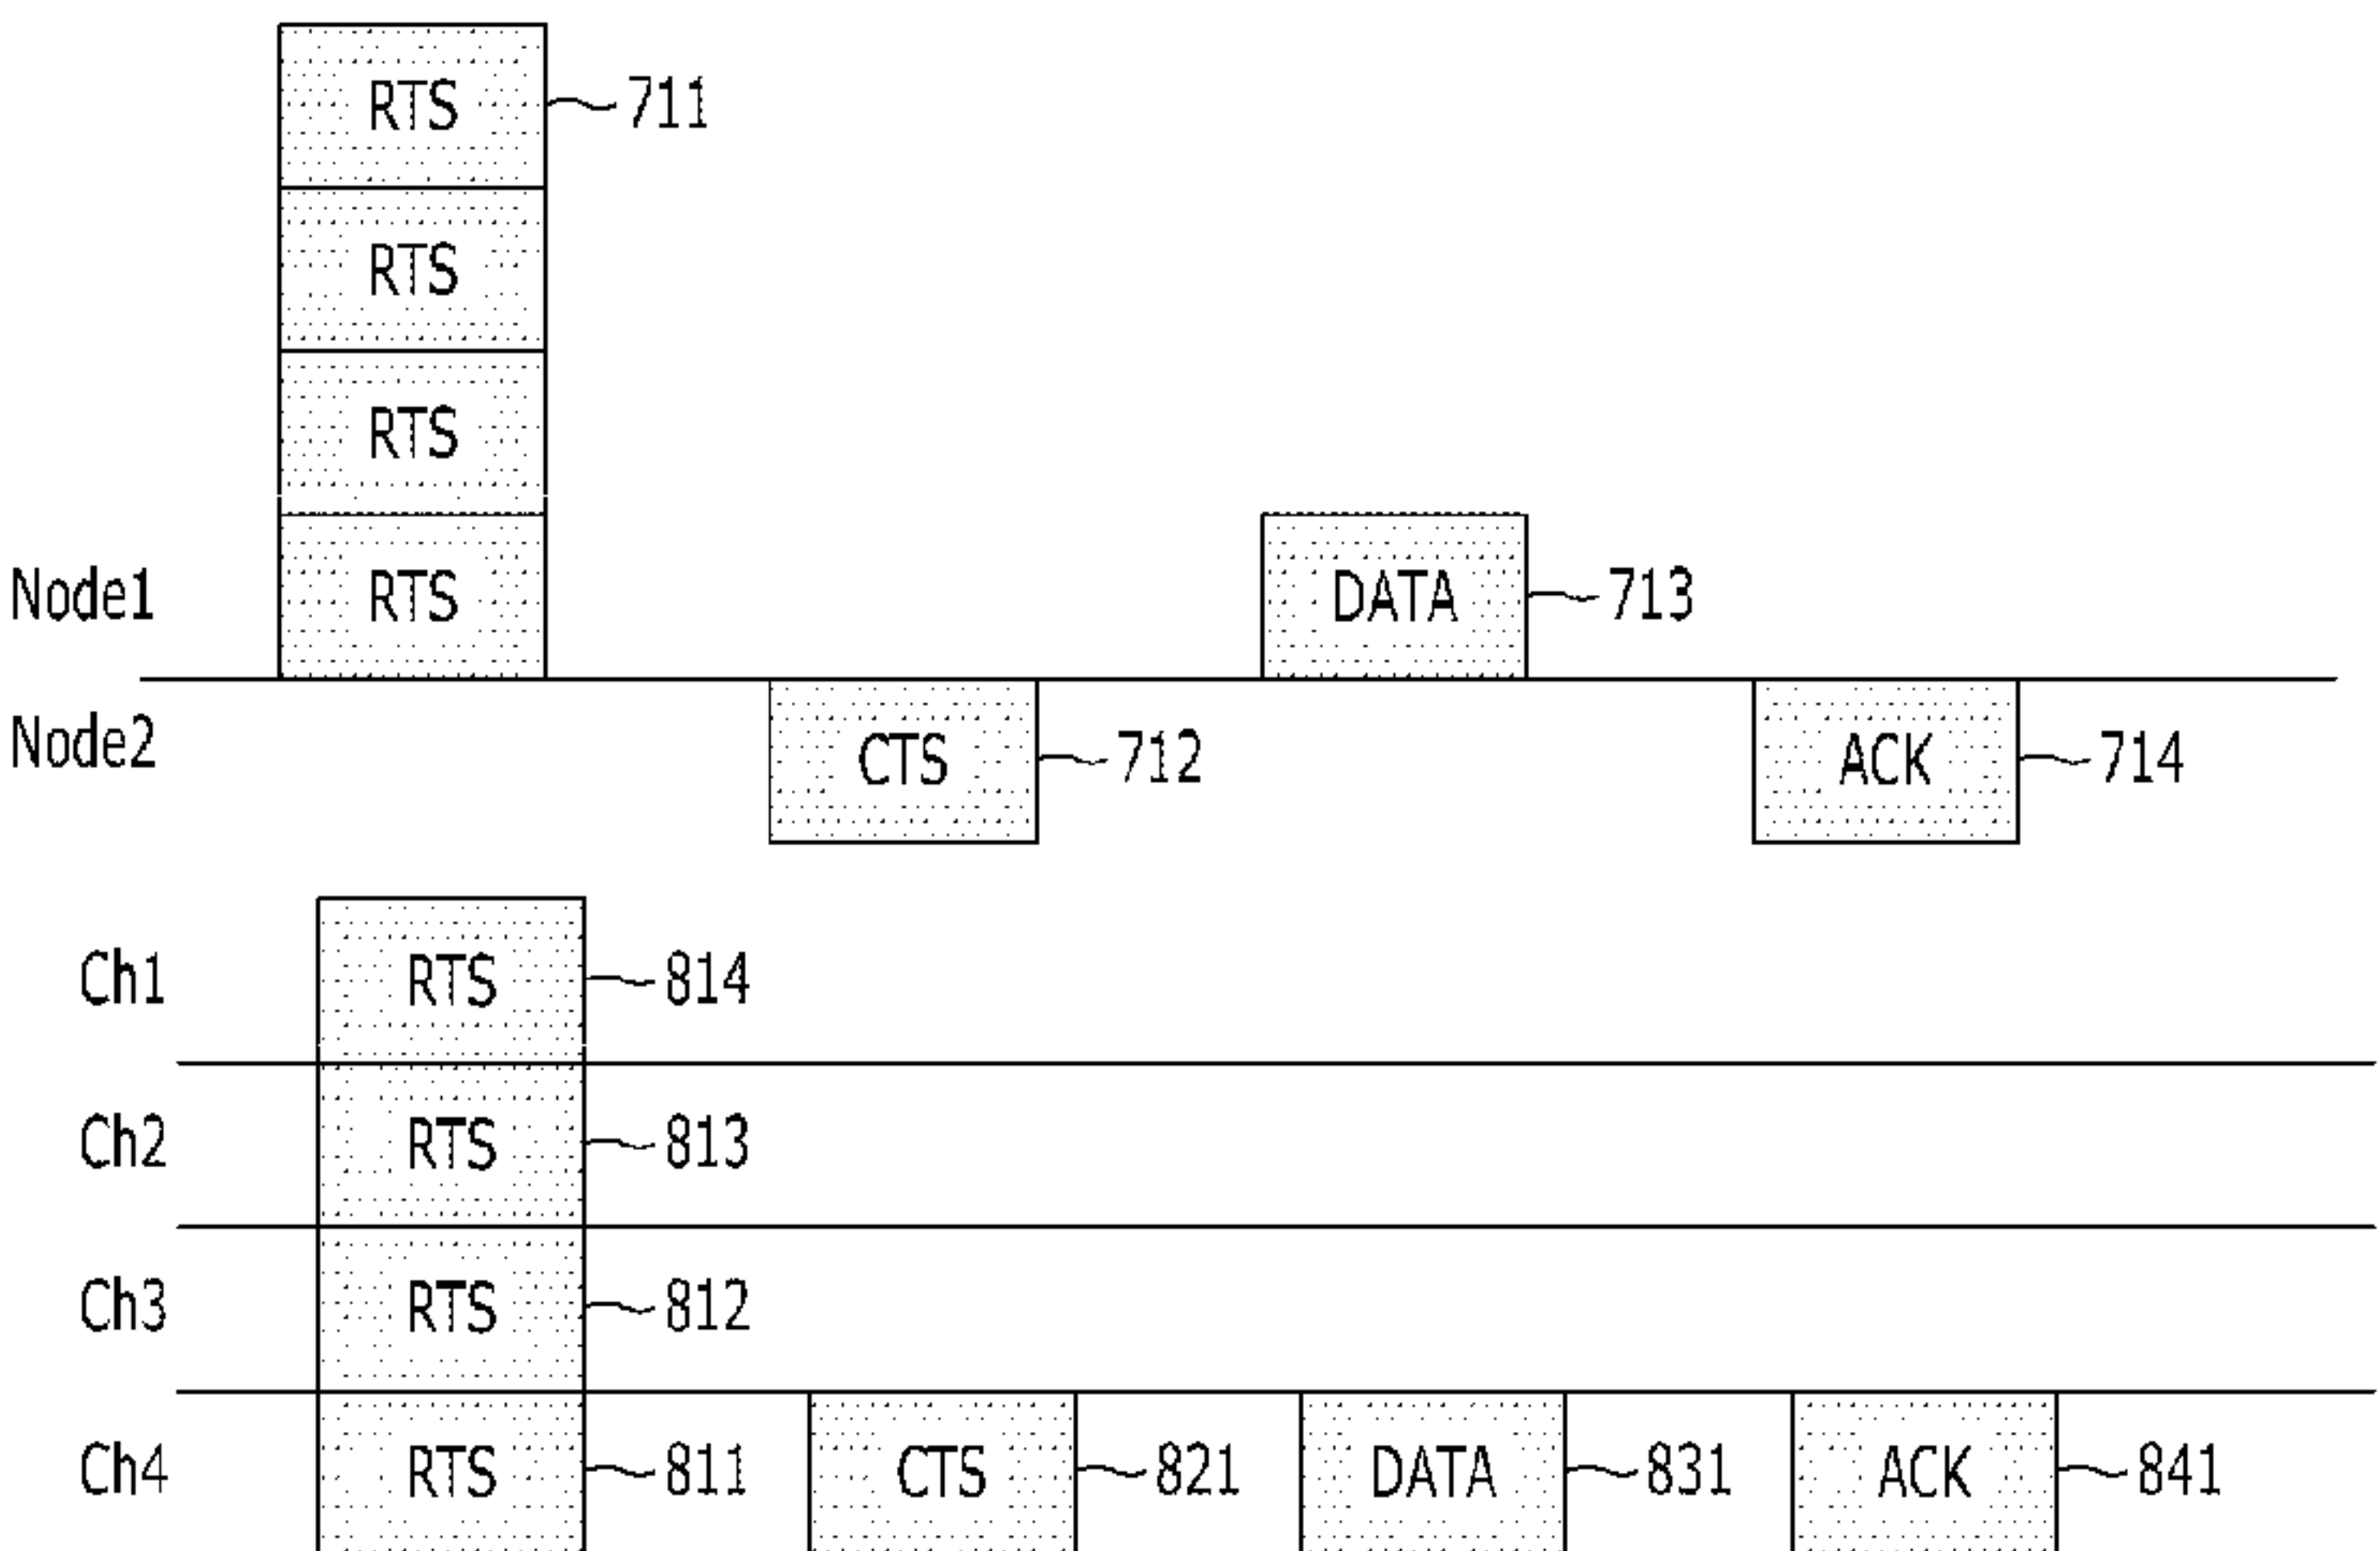 RTS 711
RTS
RTS
Node1 RTS DATA 713
Node2 CTS 712 ACK 714
Ch1 RTS 814
Ch2 RTS 813
Ch3 RTS 812
Ch4 RTS 811 CTS 821 DATA 831 ACK 841